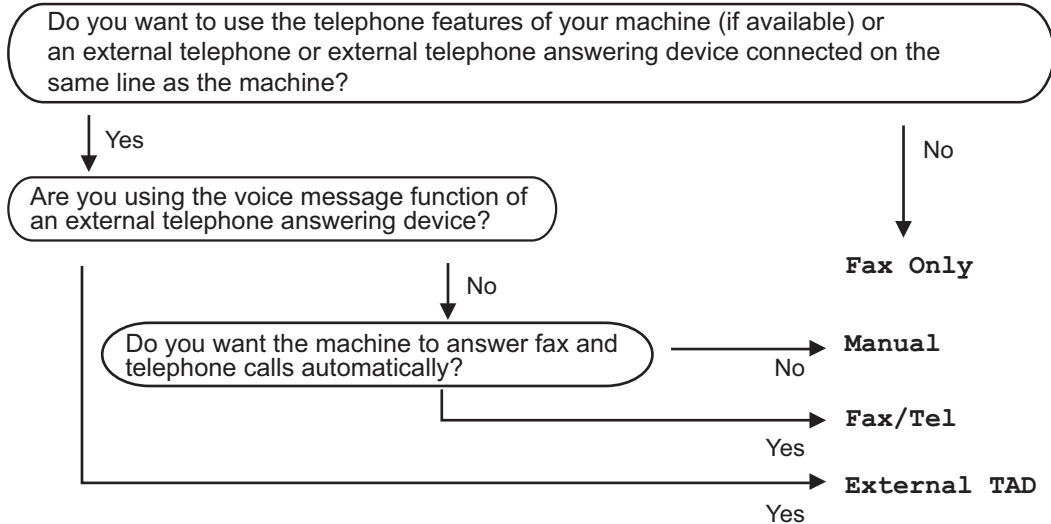 Do you want to use the telephone features of your machine (if available) or
an external telephone or external telephone answering device connected on the
same line as the machine?
Yes
No
Are you using the voice message function of
an external telephone answering device?
Fax Only
No
Do you want the machine to answer fax and
telephone calls automatically?
Manual
No
Fax/Tel
Yes
External TAD
Yes